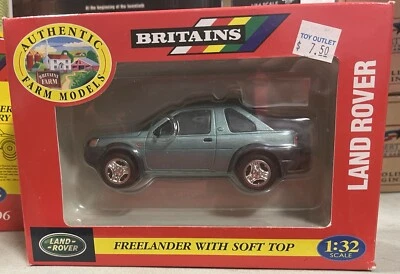 AUTHENTIC
FARM MODELS
BRITAINS
FARM
BRITAINS
TOY OUTLET
$ 7.50
LAND ROVER
LAND-
ROVER
FREELANDER WITH SOFT TOP
1:32
SCALE